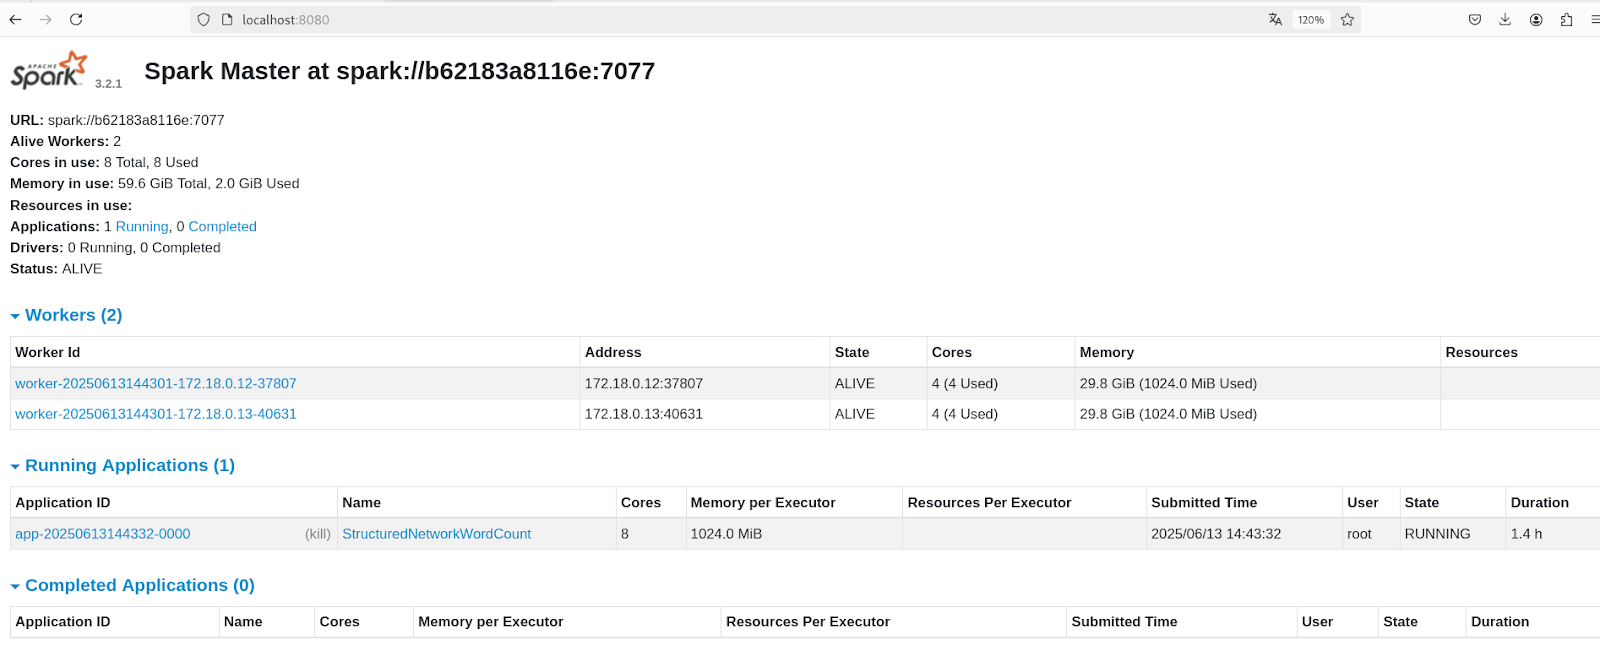 localhost:8080
120%
APACHE
Spark 3.2.1 Spark Master at spark://b62183a8116e:7077
URL: spark://b62183a8116e:7077
Alive Workers: 2
Cores in use: 8 Total, 8 Used
Memory in use: 59.6 GiB Total, 2.0 GiB Used
Resources in use:
Applications: 1 Running, 0 Completed
Drivers: 0 Running, 0 Completed
Status: ALIVE
Workers (2)
Worker Id Address State Cores Memory Resources
worker-20250613144301-172.18.0.12-37807 172.18.0.12:37807 ALIVE 4 (4 Used) 29.8 GiB (1024.0 MiB Used)
worker-20250613144301-172.18.0.13-40631 172.18.0.13:40631 ALIVE 4 (4 Used) 29.8 GiB (1024.0 MiB Used)
Running Applications (1)
Application ID Name Cores Memory per Executor Resources Per Executor Submitted Time User State Duration
app-20250613144332-0000 (kill) StructuredNetworkWordCount 8 1024.0 MiB 2025/06/13 14:43:32 root RUNNING 1.4 h
Completed Applications (0)
Application ID Name Cores Memory per Executor Resources Per Executor Submitted Time User State Duration